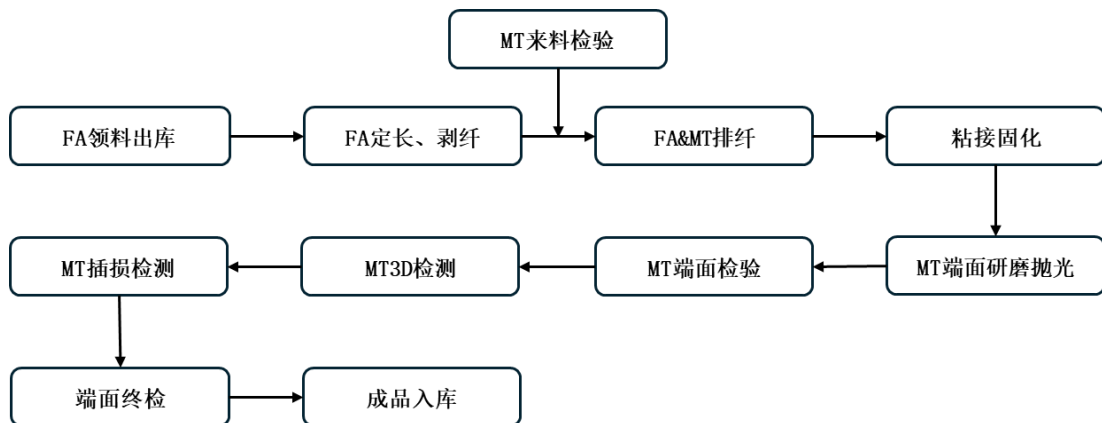 MT来料检验
FA领料出库
FA定长、剥纤
FA&MT排纤
粘接固化
MT插损检测
MT3D检测
MT端面检验
MT端面研磨抛光
端面终检
成品入库